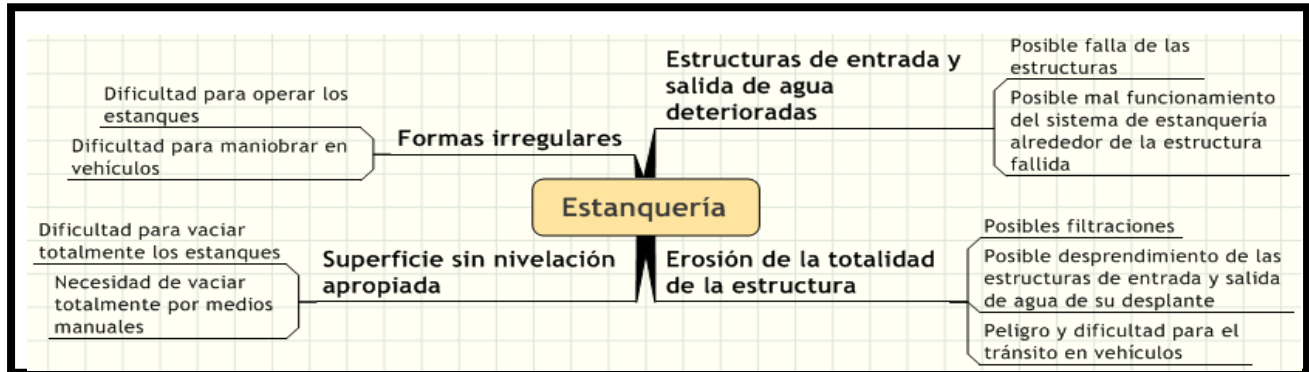 Estructuras de entrada y
salida de agua
deterioradas
Posible falla de las
estructuras
Posible mal funcionamiento
del sistema de estanquería
alrededor de la estructura
fallida
Dificultad para operar los
estanques
Dificultad para maniobrar en
vehículos
Formas irregulares
Estanquería
Dificultad para vaciar
totalmente los estanques
Necesidad de vaciar
totalmente por medios
manuales
Superficie sin nivelación
apropiada
Erosión de la totalidad
de la estructura
Posibles filtraciones
Posible desprendimiento de las
estructuras de entrada y salida
de agua de su desplante
Peligro y dificultad para el
tránsito en vehículos